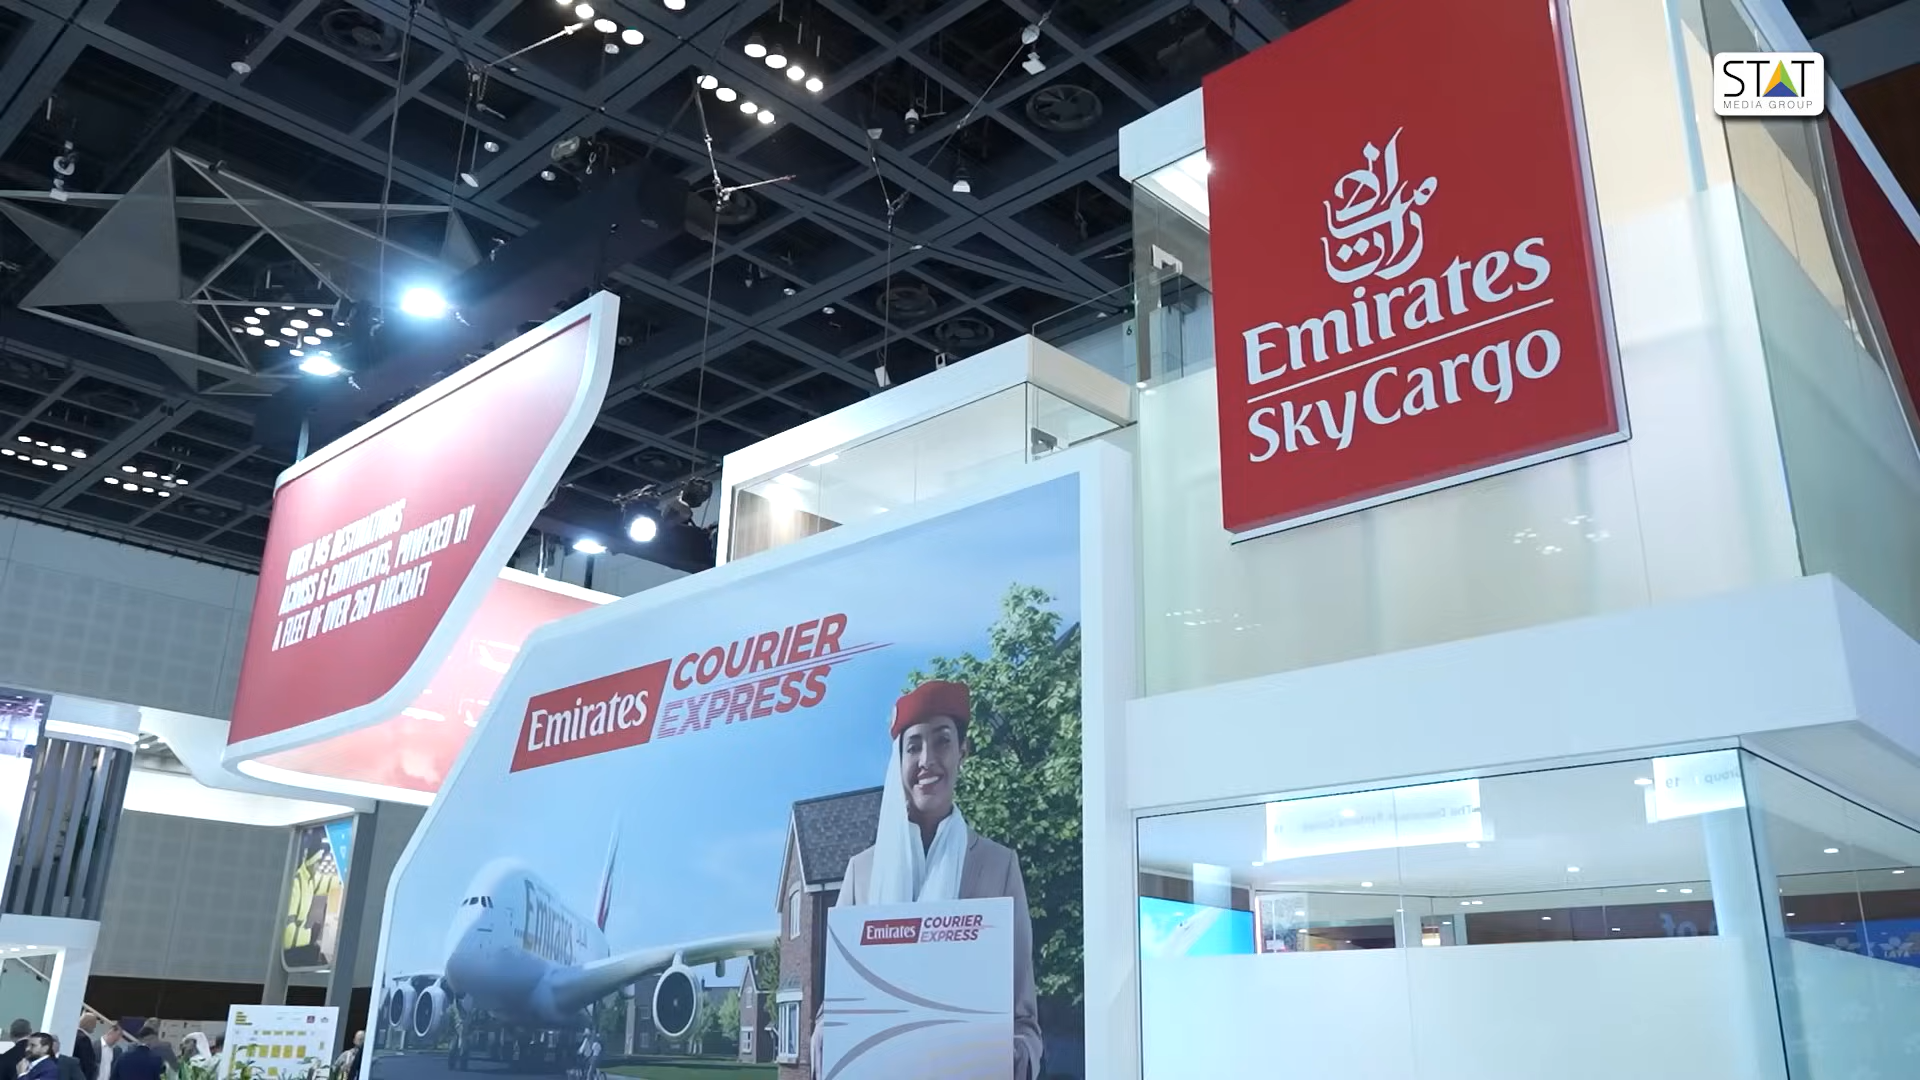 STAT
MEDIA GROUP
الإمارات
Emirates
SkyCargo
OVER 145 DESTINATIONS
ACROSS 6 CONTINENTS, POWERED BY
A FLEET OF OVER 260 AIRCRAFT
Emirates COURIER
EXPRESS
Emirates
Emirates COURIER
EXPRESS